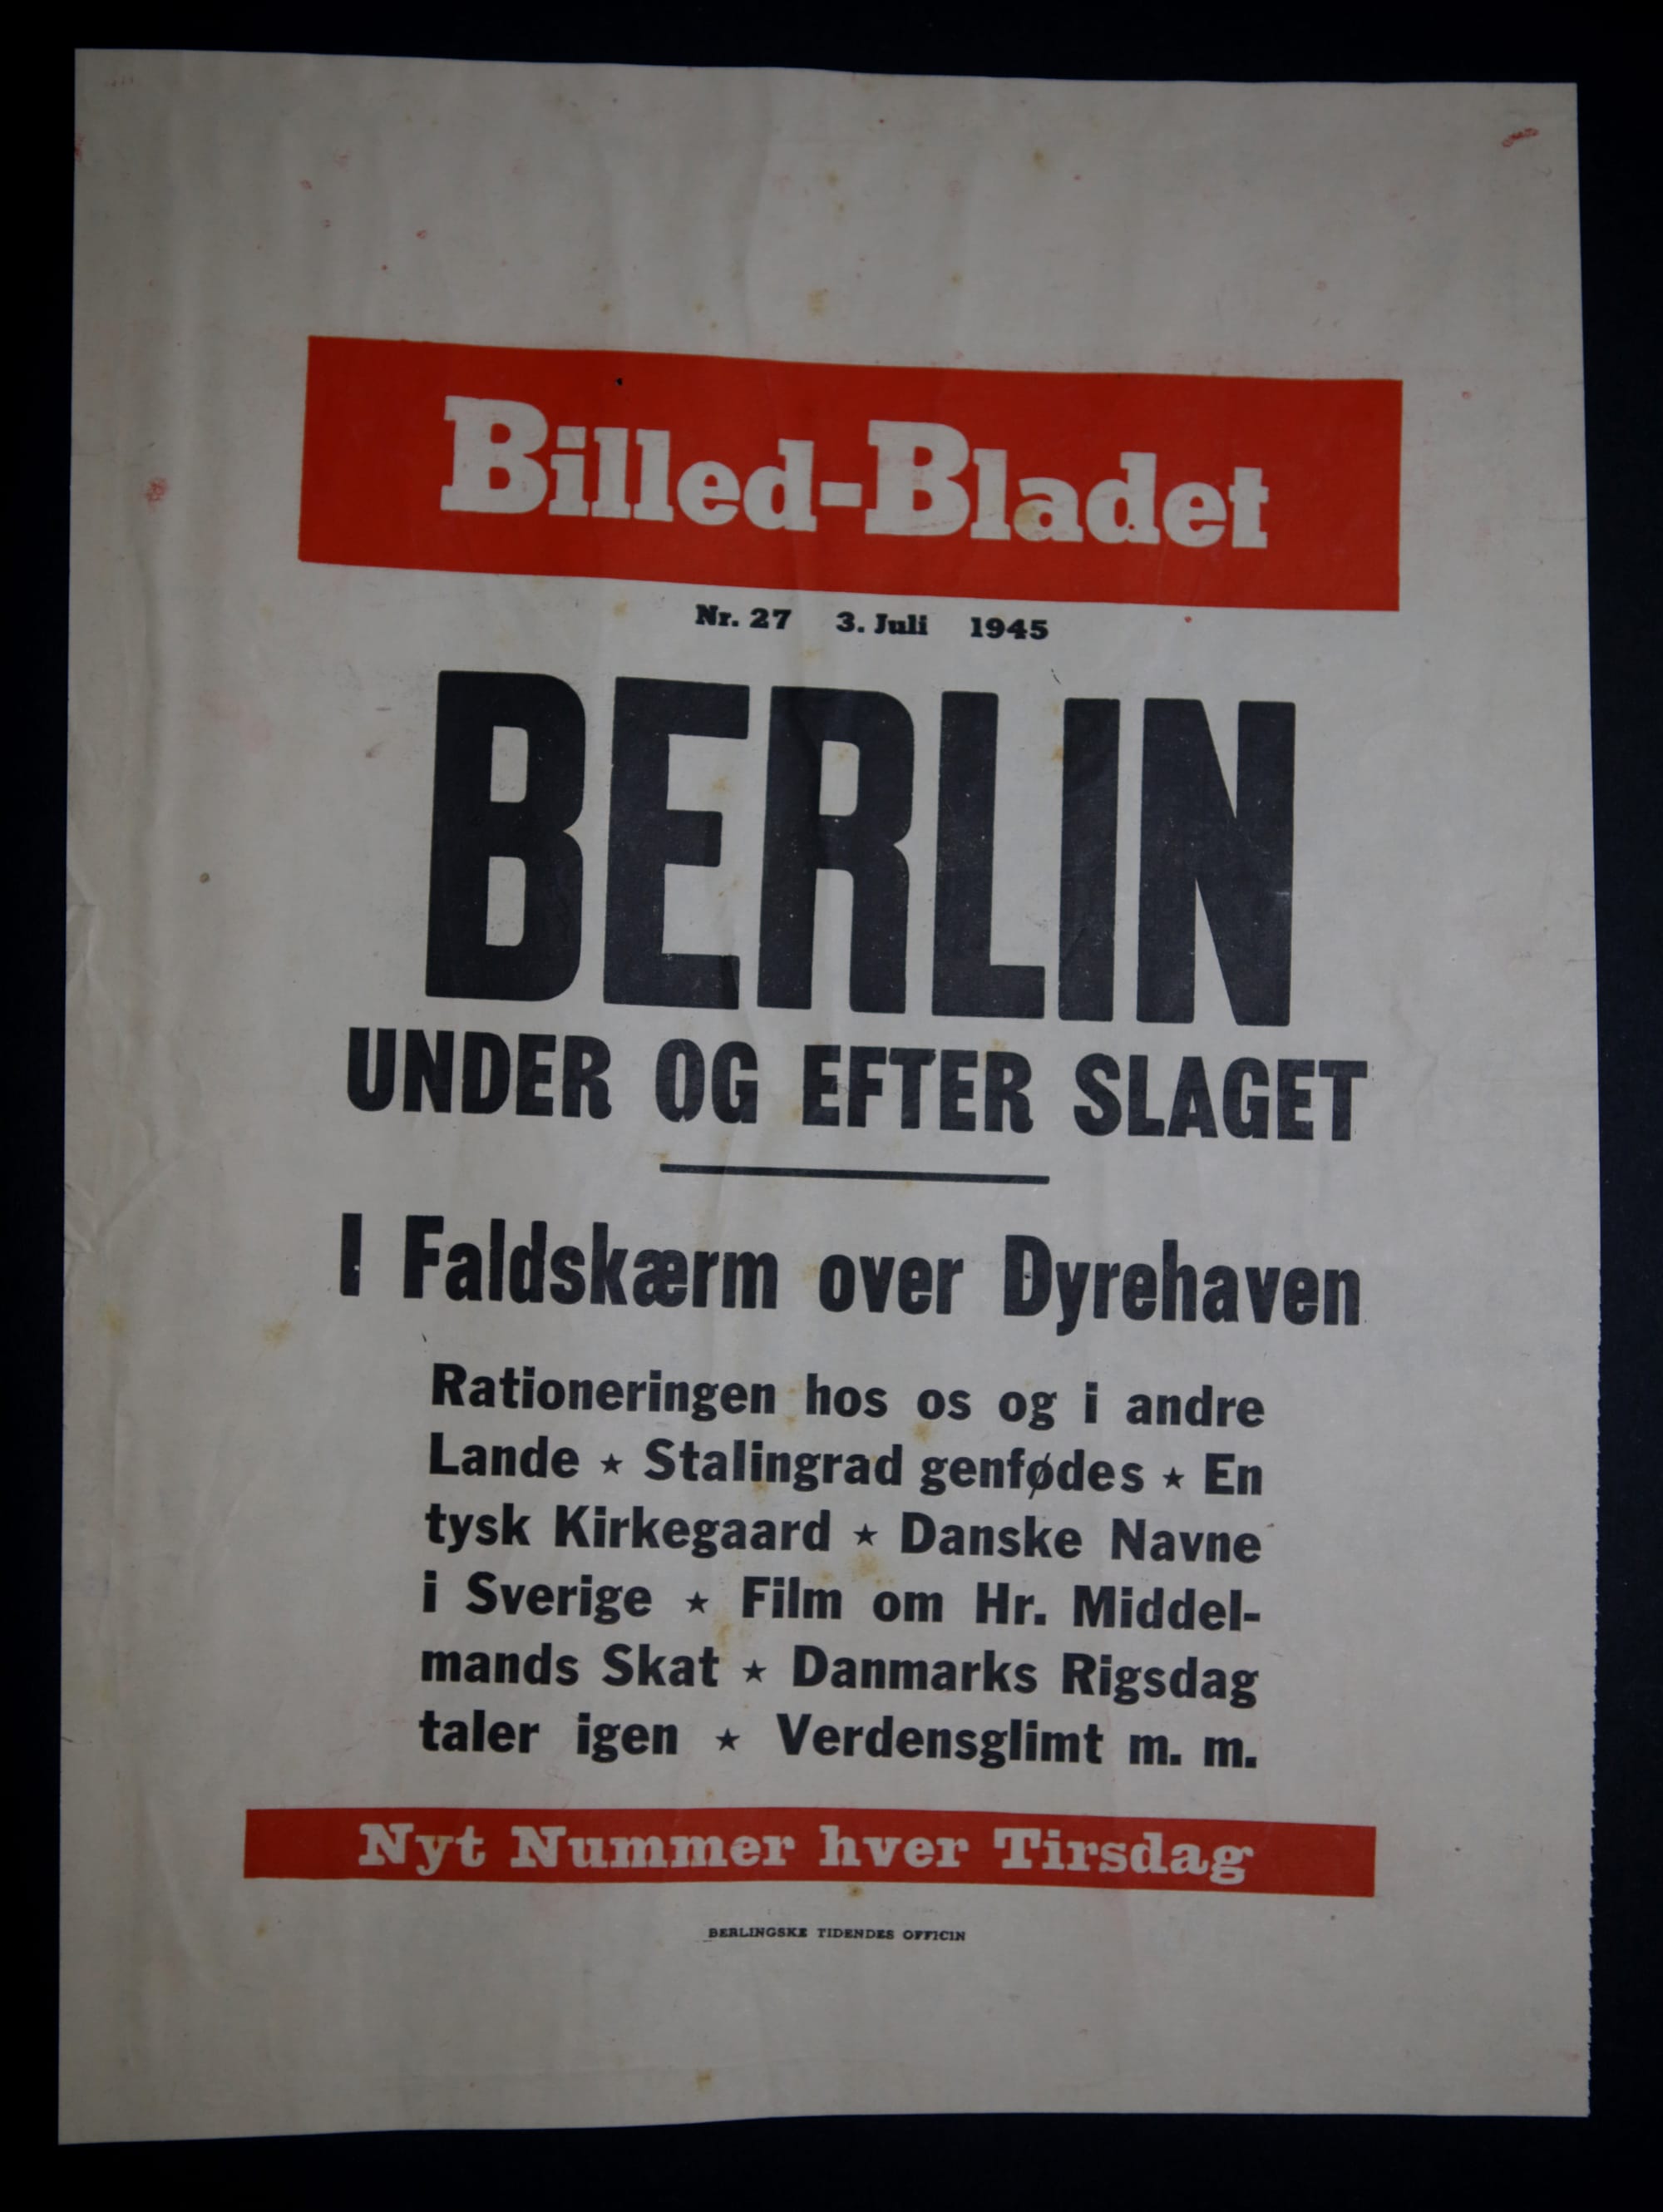 Billed-Bladet
Nr. 27 3. Juli 1945
BERLIN
UNDER OG EFTER SLAGET
I Faldskærm over Dyrehaven
Rationeringen hos os og i andre
Lande ★ Stalingrad genfødes ★ En
tysk Kirkegaard ★ Danske Navne
i Sverige ★ Film om Hr. Middel-
mands Skat ★ Danmarks Rigsdag
taler igen ★ Verdensglimt m. m.
Nyt Nummer hver Tirsdag
BERLINGSKE TIDENDES OFFICIN